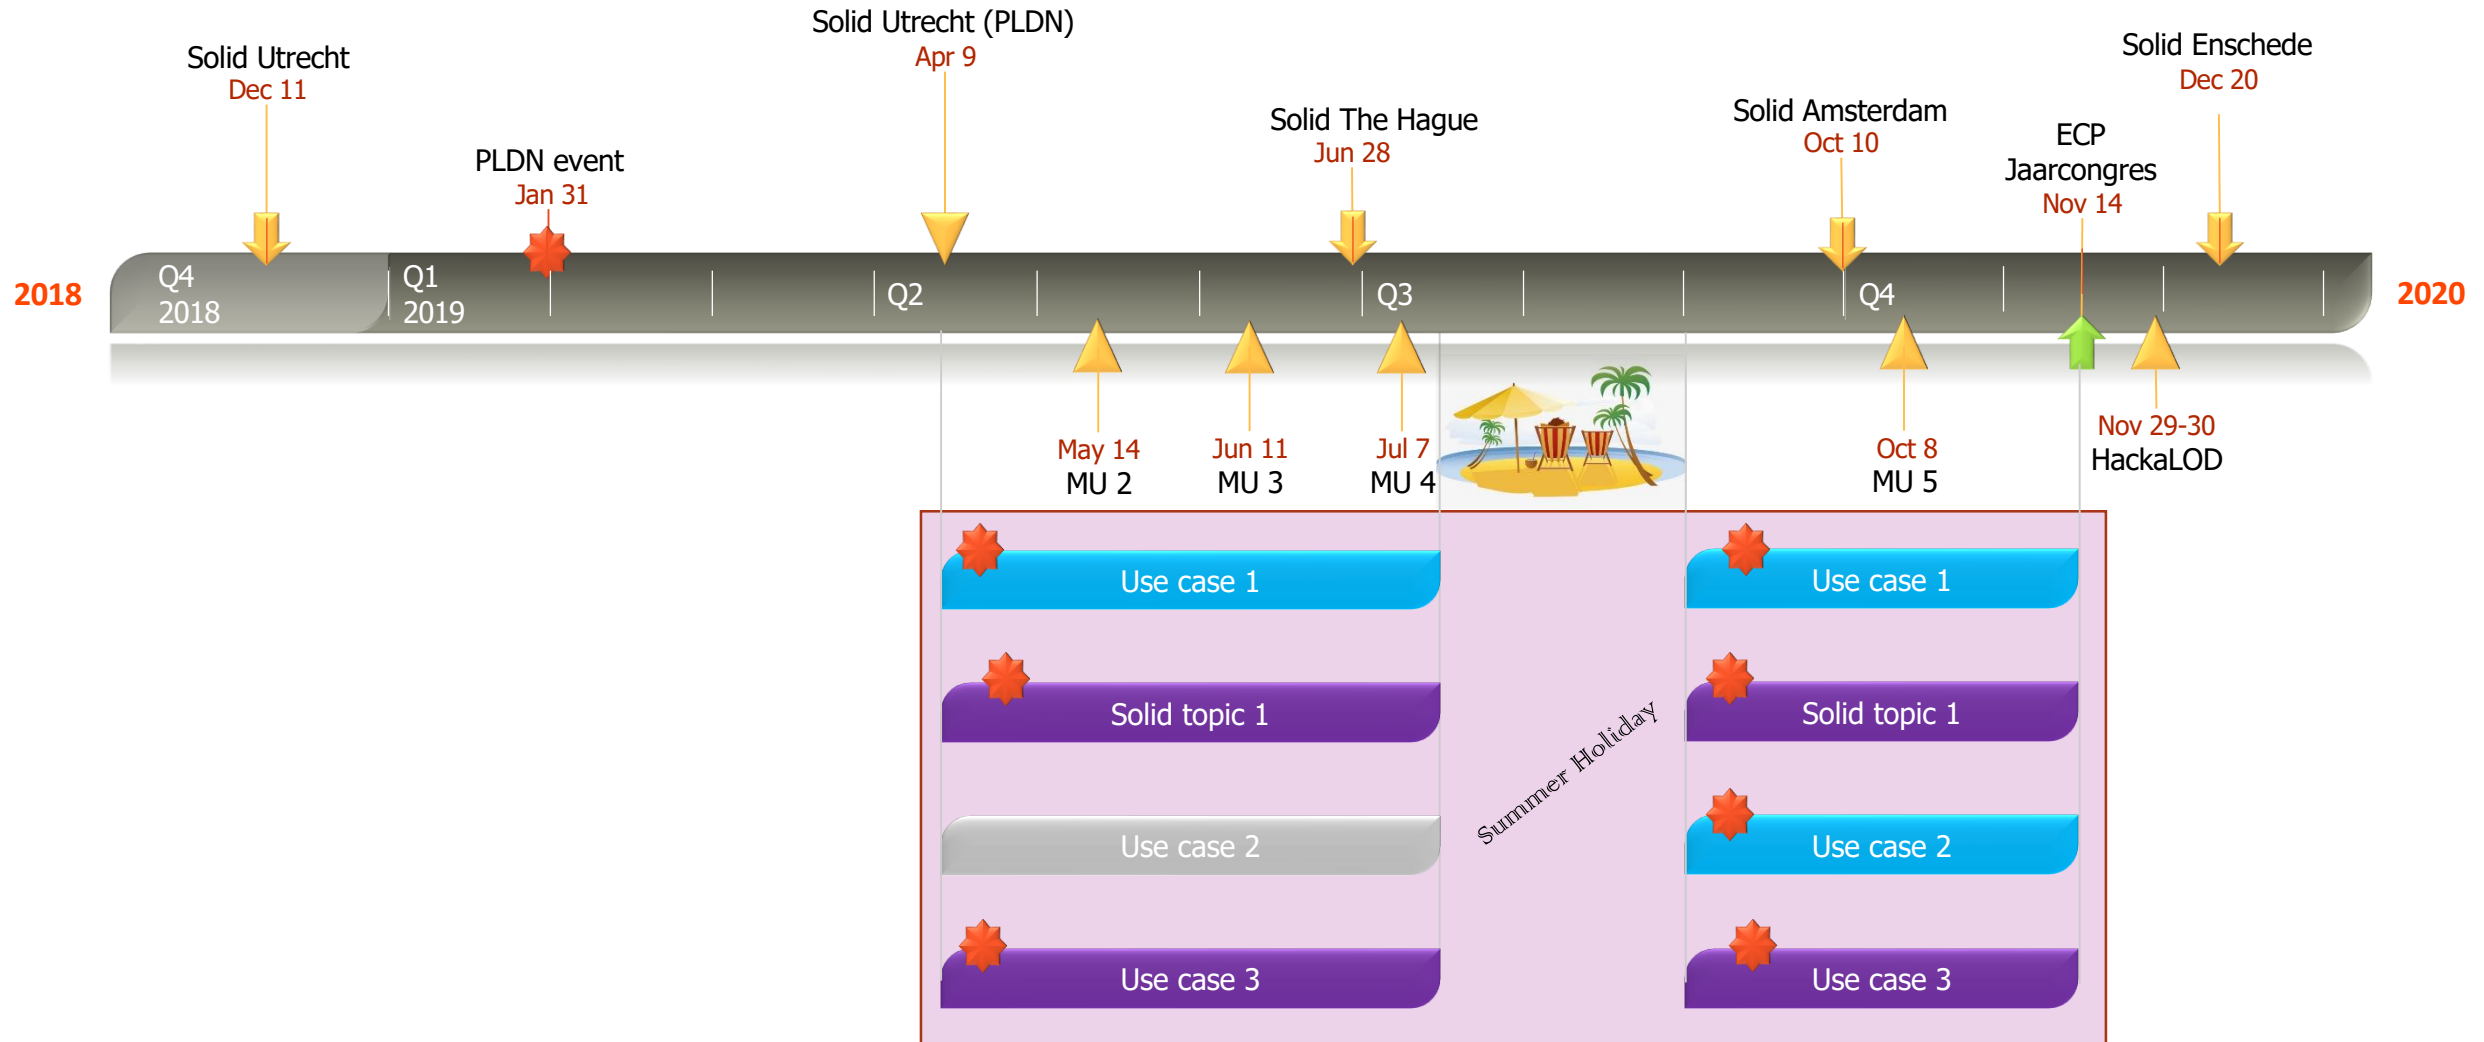 Solid Utrecht (PLDN)
Apr 9
Solid Utrecht
Dec 11
Solid Enschede
Dec 20
PLDN event
Jan 31
Solid The Hague
Jun 28
Solid Amsterdam
Oct 10
ECP
Jaarcongres
Nov 14
2018
Q4
2018
Q1
2019
Q2
Q3
Q4
2020
May 14
MU 2
Jun 11
MU 3
Jul 7
MU 4
Oct 8
MU 5
Nov 29-30
HackaLOD
Use case 1
Use case 1
Solid topic 1
Solid topic 1
Summer Holiday
Use case 2
Use case 2
Use case 3
Use case 3